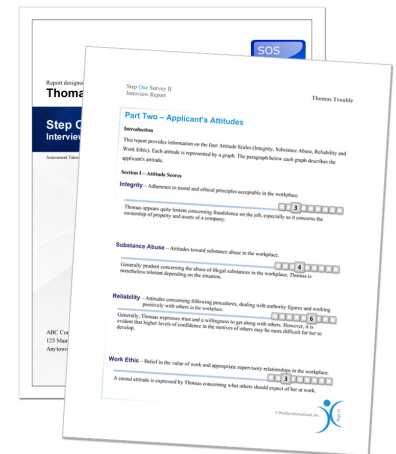 SOS
Report designed
Thoma
Step O
Interview
Assessment Taken
ABC Co
123 Main
Anytown
Step One Survey II
Interview Report
Thomas Trouble
Part Two – Applicant's Attitudes
Introduction
This report provides information on the four Attitude Scales (Integrity, Substance Abuse, Reliability and
Work Ethic). Each attitude is represented by a graph. The paragraph below each graph describes the
applicant's attitude.
Section I – Attitude Scores
Integrity – Adherence to moral and ethical principles acceptable in the workplace.
3
Thomas appears quite lenient concerning fraudulence on the job, especially as it concerns the
ownership of property and assets of a company.
Substance Abuse – Attitudes toward substance abuse in the workplace.
4
Generally prudent concerning the abuse of illegal substances in the workplace, Thomas is
nonetheless tolerant depending on the situation.
Reliability – Attitudes concerning following procedures, dealing with authority figures and working
positively with others in the workplace.
6
Generally, Thomas expresses trust and a willingness to get along with others. However, it is
evident that higher levels of confidence in the motives of others may be more difficult for her to
develop.
Work Ethic – Belief in the value of work and appropriate supervisory relationships in the workplace.
3
A casual attitude is expressed by Thomas concerning what others should expect of her at work.
© Profiles International, Inc.